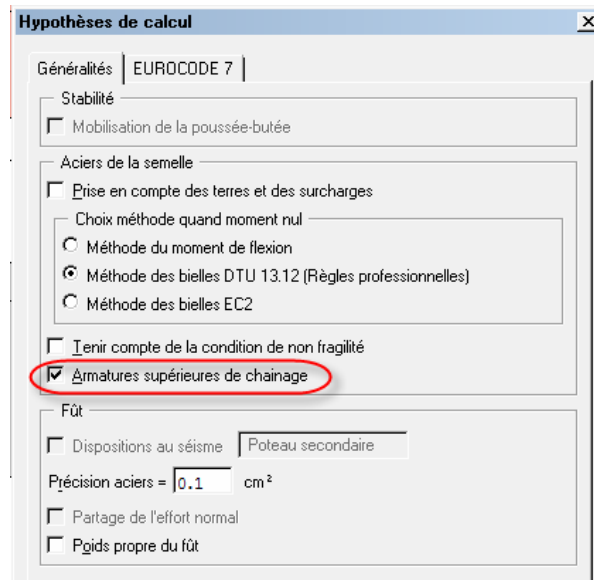 Hypothèses de calcul
Généralités EUROCODE 7
Stabilité
Mobilisation de la poussée-butée
Aciers de la semelle
Prise en compte des terres et des surcharges
Choix méthode quand moment nul
Méthode du moment de flexion
Méthode des bielles DTU 13.12 (Règles professionnelles)
Méthode des bielles EC2
Tenir compte de la condition de non fragilité
Armatures supérieures de chainage
Fût
Dispositions au séisme Poteau secondaire
Précision aciers = 0.1 cm²
Partage de l'effort normal
Poids propre du fût